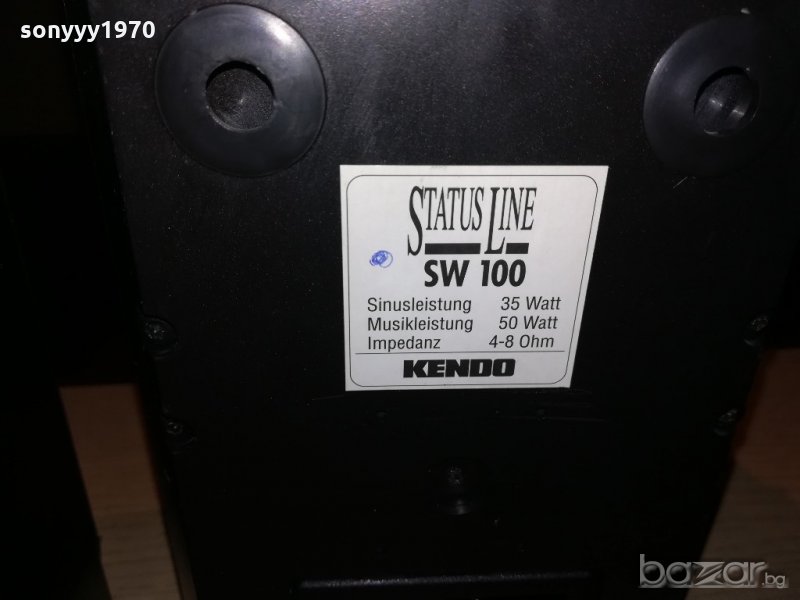 sonyyy1970
STATUS LINE
SW 100
Sinusleistung 35 Watt
Musikleistung 50 Watt
Impedanz 4-8 Ohm
KENDO
bazar.bg